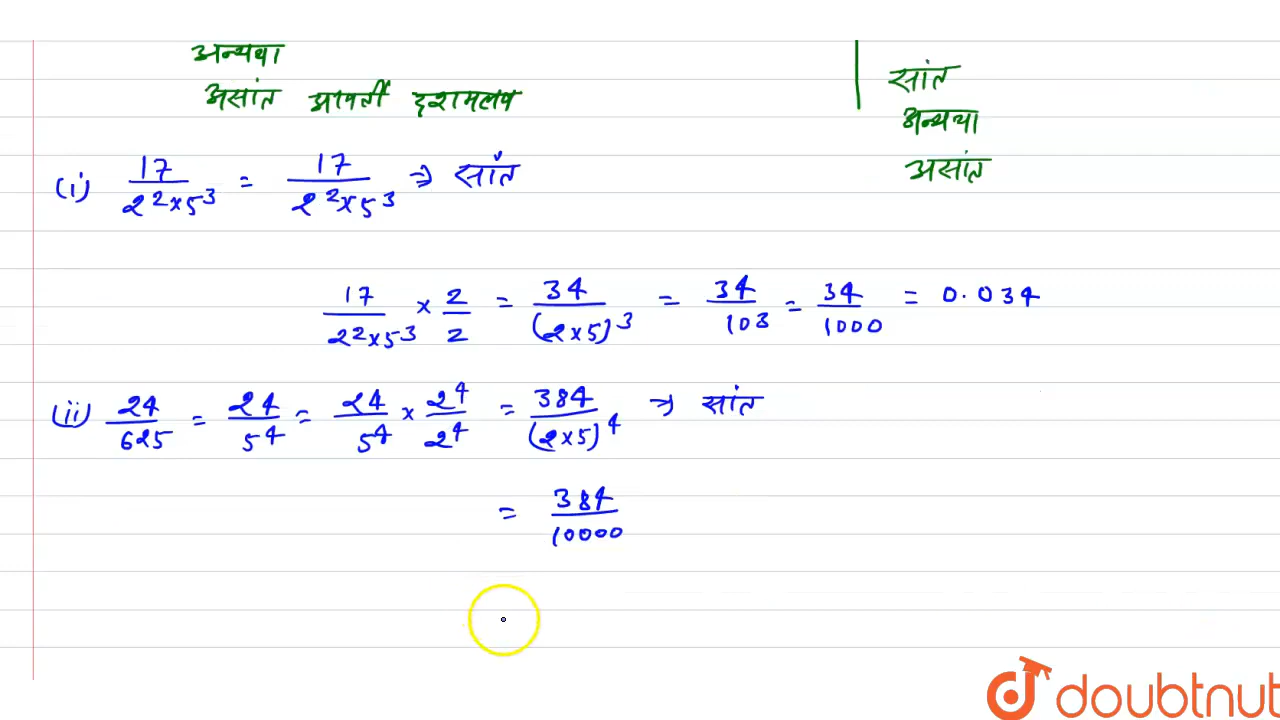 अन्यथा
असांत आवर्ती दशमलव
सांत
अन्यथा
असांत
(i) 17/2²×5³ = 17/2²×5³ ⇒ सांत
17/2²×5³ × 2/2 = 34/(2×5)³ = 34/10³ = 34/1000 = 0.034
(ii) 24/625 = 24/5⁴ = 24/5⁴ × 2⁴/2⁴ = 384/(2×5)⁴ ⇒ सांत
= 384/10000
doubtnut